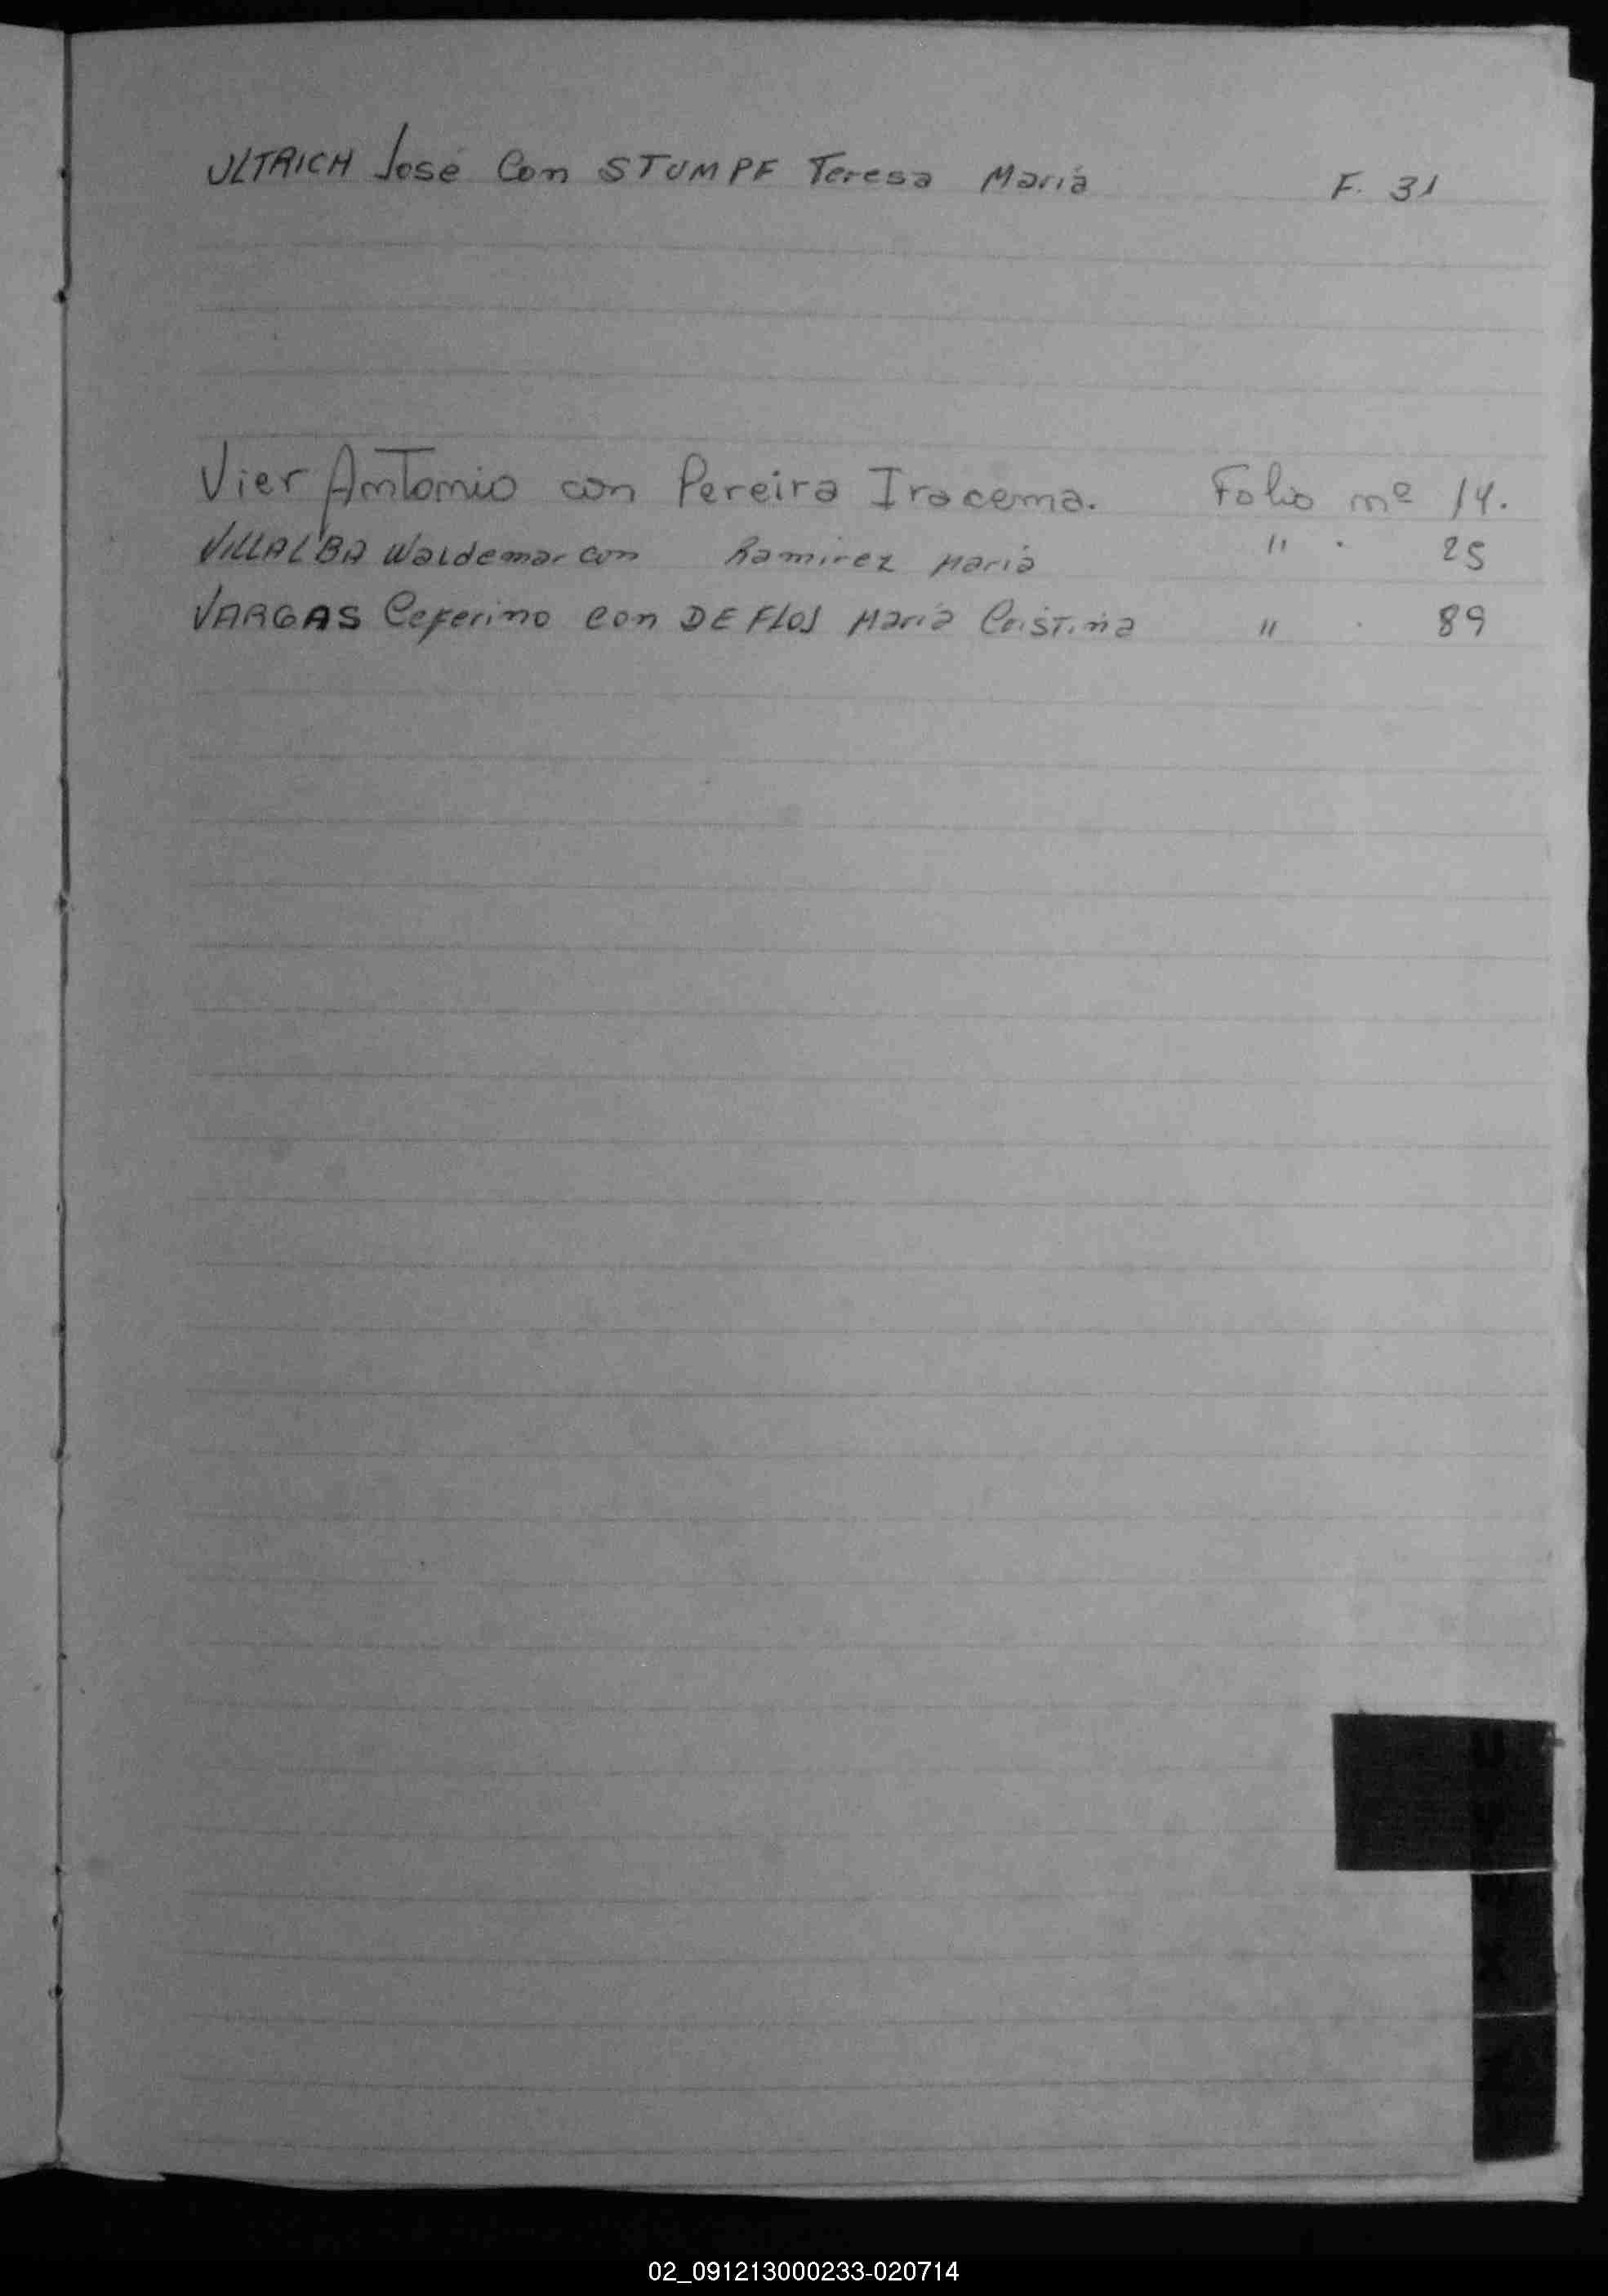 ULTRICH José Con STUMPF Teresa María F. 31
Vier Antonio con Pereira Iracema. Folio nº 14.
VILLALBA Waldemar con Ramirez María " . 25
VARGAS Ceferino con DE FLOS María Cristina " . 89
U
V
02_091213000233-020714